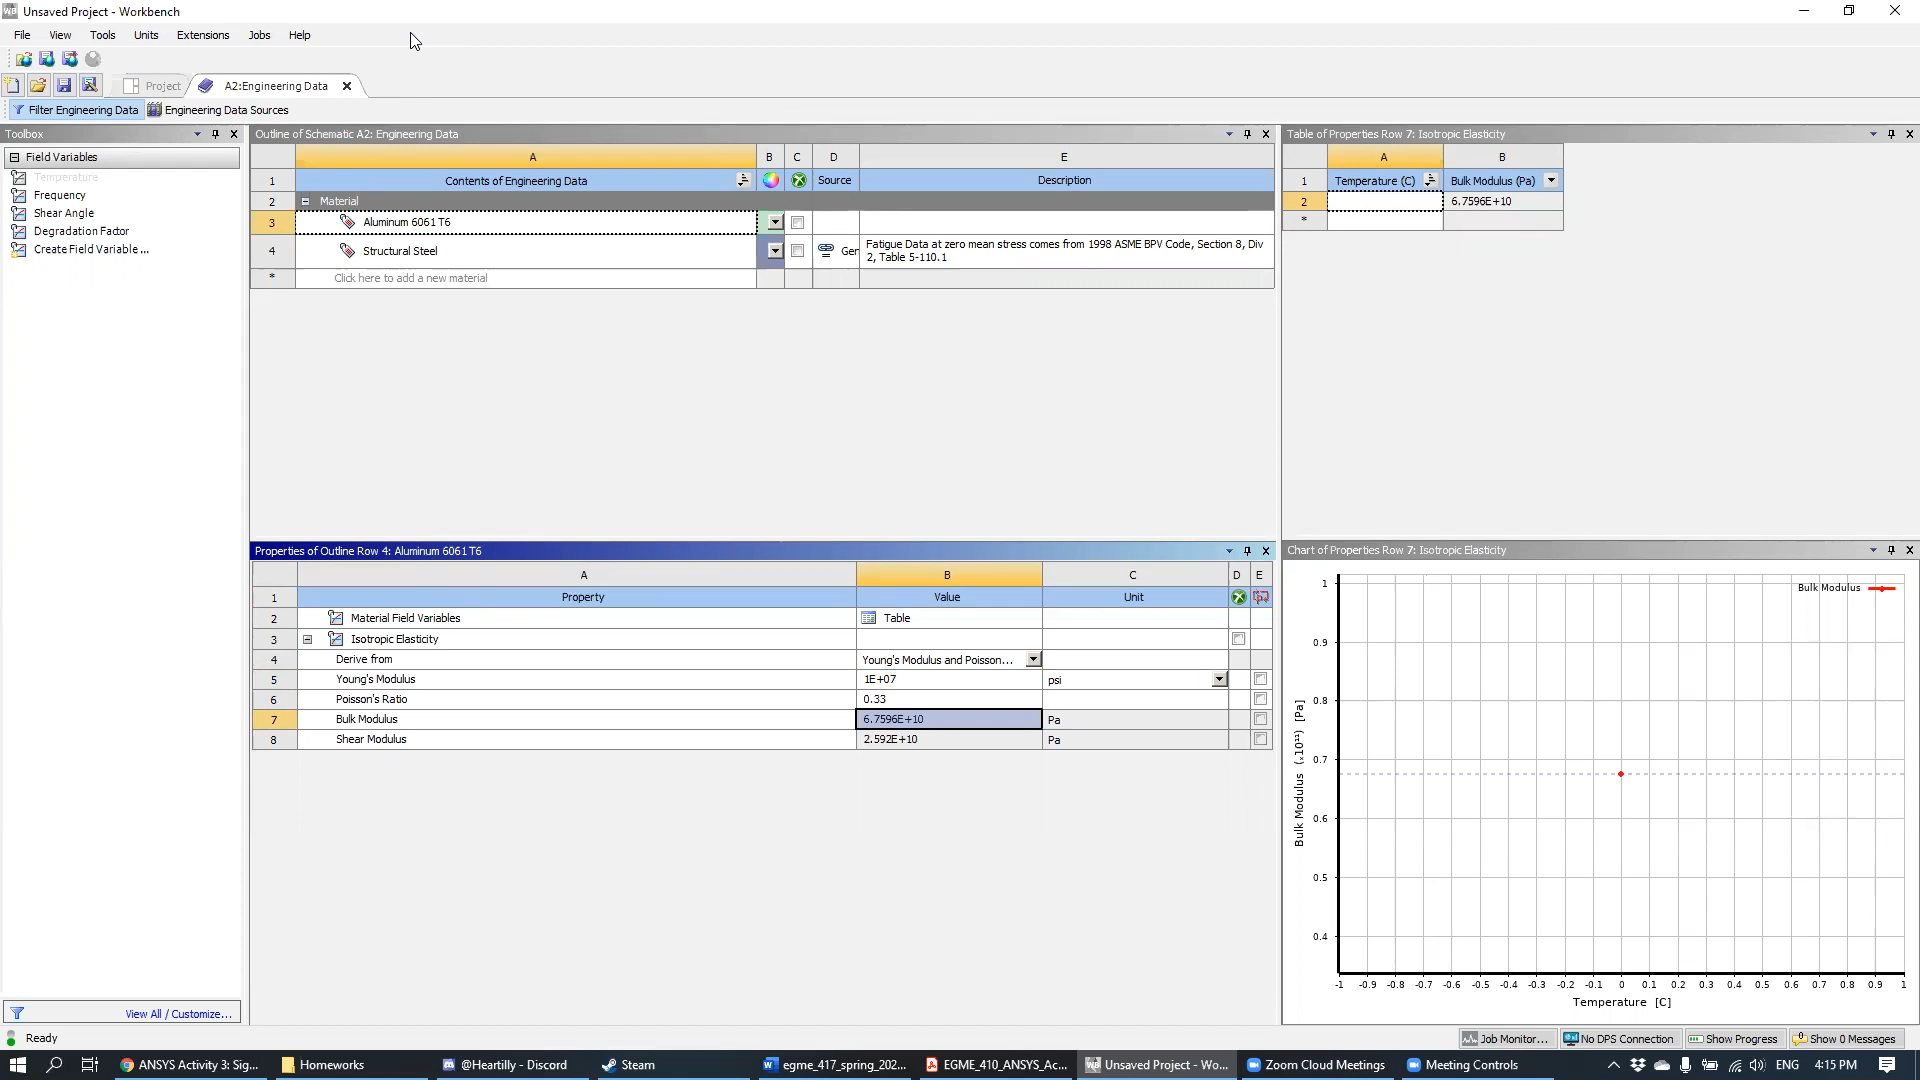 Unsaved Project - Workbench
File View Tools Units Extensions Jobs Help
Project A2:Engineering Data
Filter Engineering Data Engineering Data Sources
Toolbox
Field Variables
Temperature
Frequency
Shear Angle
Degradation Factor
Create Field Variable ...
View All / Customize...
Outline of Schematic A2: Engineering Data
A B C D E
1 Contents of Engineering Data Source Description
2 Material
3 Aluminum 6061 T6
4 Structural Steel Ger Fatigue Data at zero mean stress comes from 1998 ASME BPV Code, Section 8, Div
2, Table 5-110.1
* Click here to add a new material
Properties of Outline Row 4: Aluminum 6061 T6
A B C D E
1 Property Value Unit
2 Material Field Variables Table
3 Isotropic Elasticity
4 Derive from Young's Modulus and Poisson...
5 Young's Modulus 1E+07 psi
6 Poisson's Ratio 0.33
7 Bulk Modulus 6.7596E+10 Pa
8 Shear Modulus 2.592E+10 Pa
Table of Properties Row 7: Isotropic Elasticity
A B
1 Temperature (C) Bulk Modulus (Pa)
2 6.7596E+10
*
Chart of Properties Row 7: Isotropic Elasticity
Bulk Modulus
1
0.9
0.8
0.7
0.6
0.5
0.4
Bulk Modulus (.10¹¹) [Pa]
-1 -0.9 -0.8 -0.7 -0.6 -0.5 -0.4 -0.3 -0.2 -0.1 0 0.1 0.2 0.3 0.4 0.5 0.6 0.7 0.8 0.9 1
Temperature [C]
Ready
Job Monitor... No DPS Connection Show Progress Show 0 Messages
ANSYS Activity 3: Sig... Homeworks @Heartilly - Discord Steam egme_417_spring_202... EGME_410_ANSYS_Ac... Unsaved Project - Wo... Zoom Cloud Meetings Meeting Controls ENG 4:15 PM